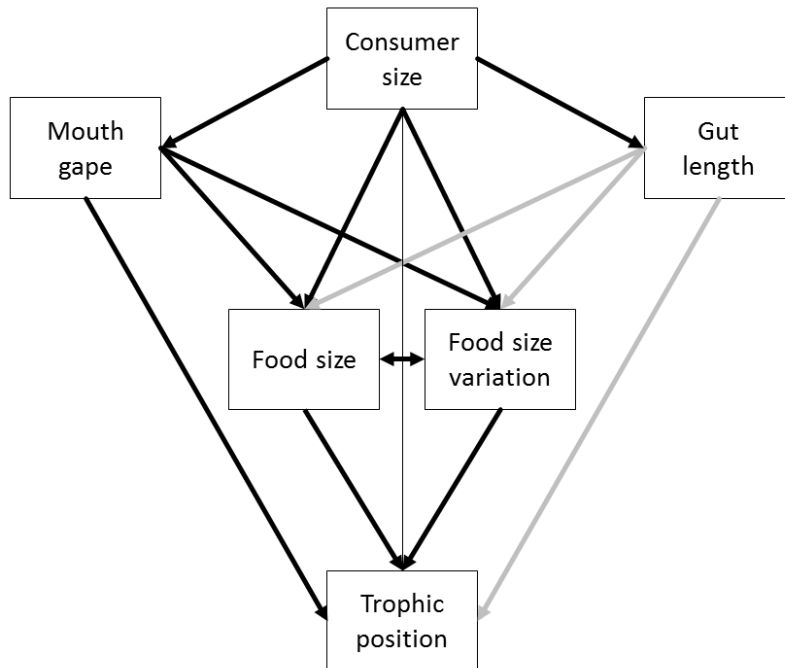 Consumer
size
Mouth
gape
Gut
length
Food size
Food size
variation
Trophic
position